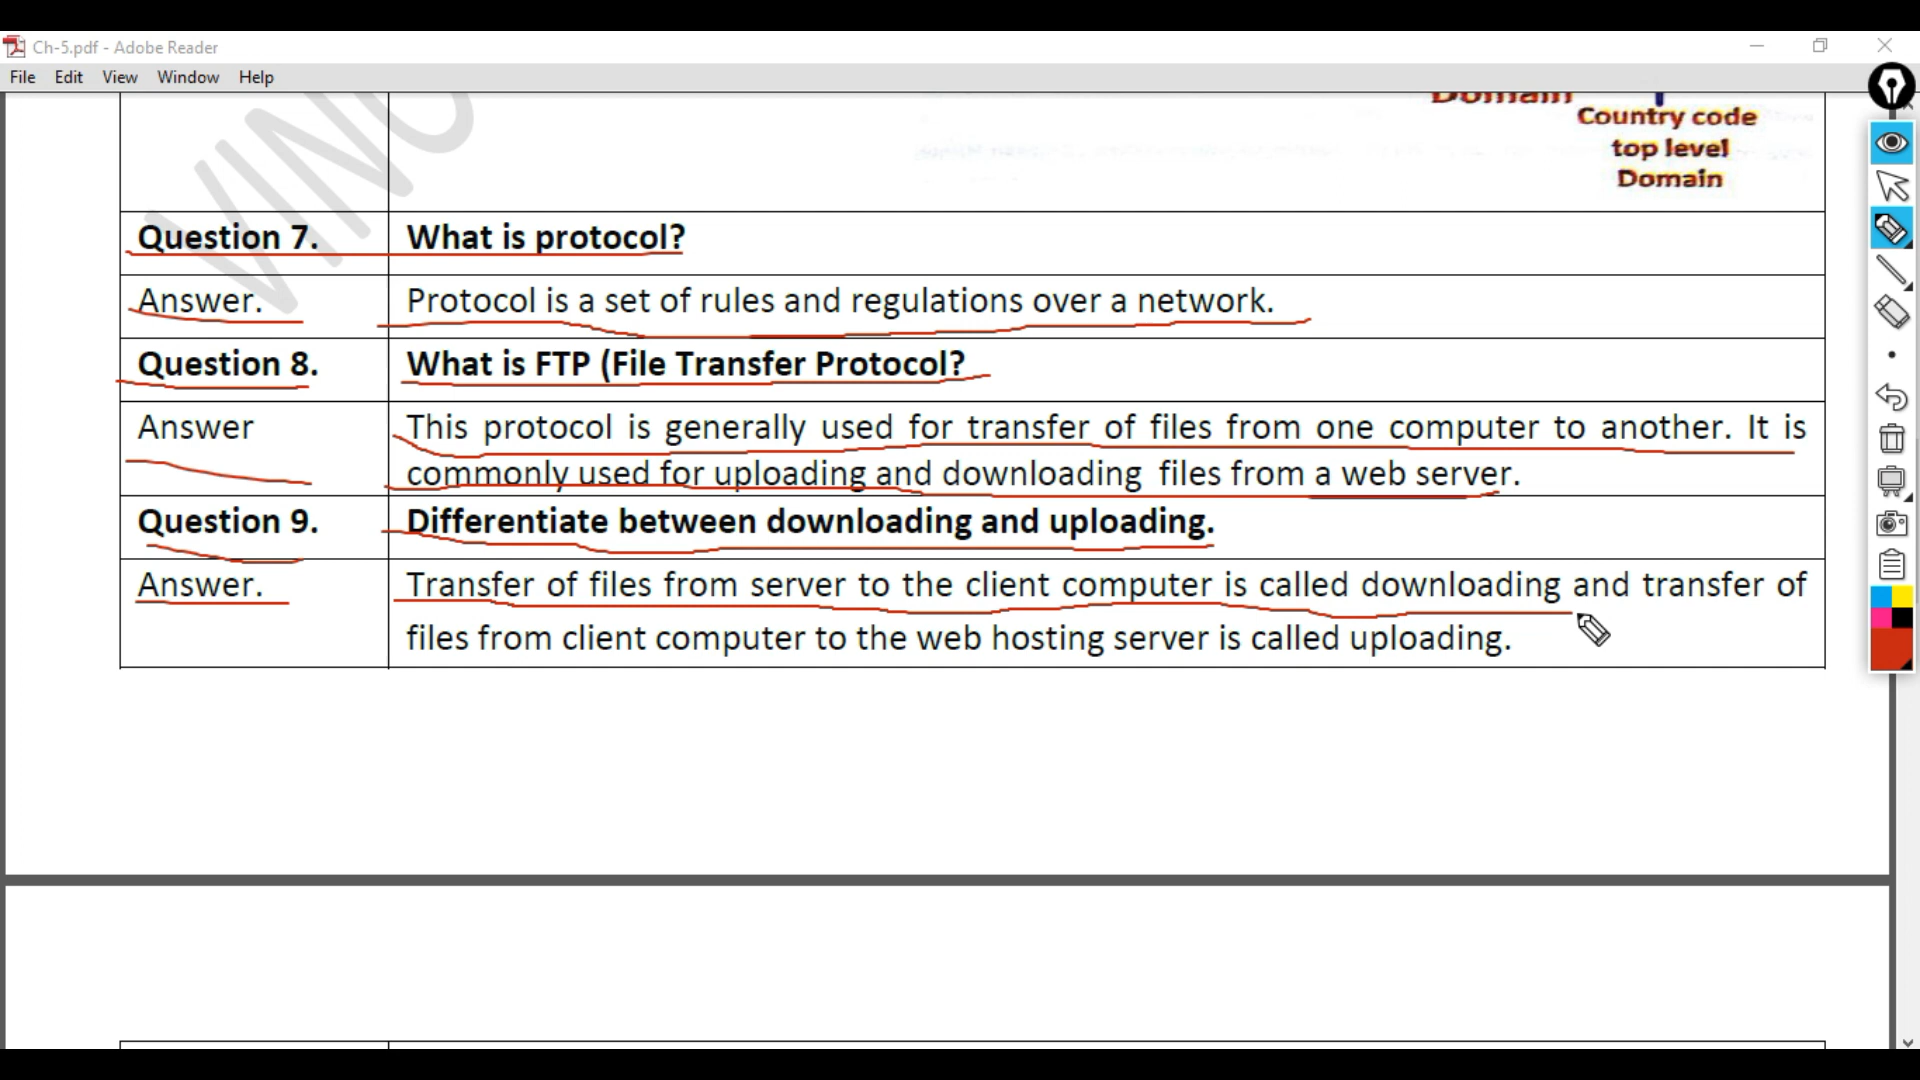 Ch-5.pdf - Adobe Reader
File Edit View Window Help
Domain
Country code
top level
Domain
Question 7. What is protocol?
Answer. Protocol is a set of rules and regulations over a network.
Question 8. What is FTP (File Transfer Protocol?
Answer This protocol is generally used for transfer of files from one computer to another. It is
commonly used for uploading and downloading files from a web server.
Question 9. Differentiate between downloading and uploading.
Answer. Transfer of files from server to the client computer is called downloading and transfer of
files from client computer to the web hosting server is called uploading.